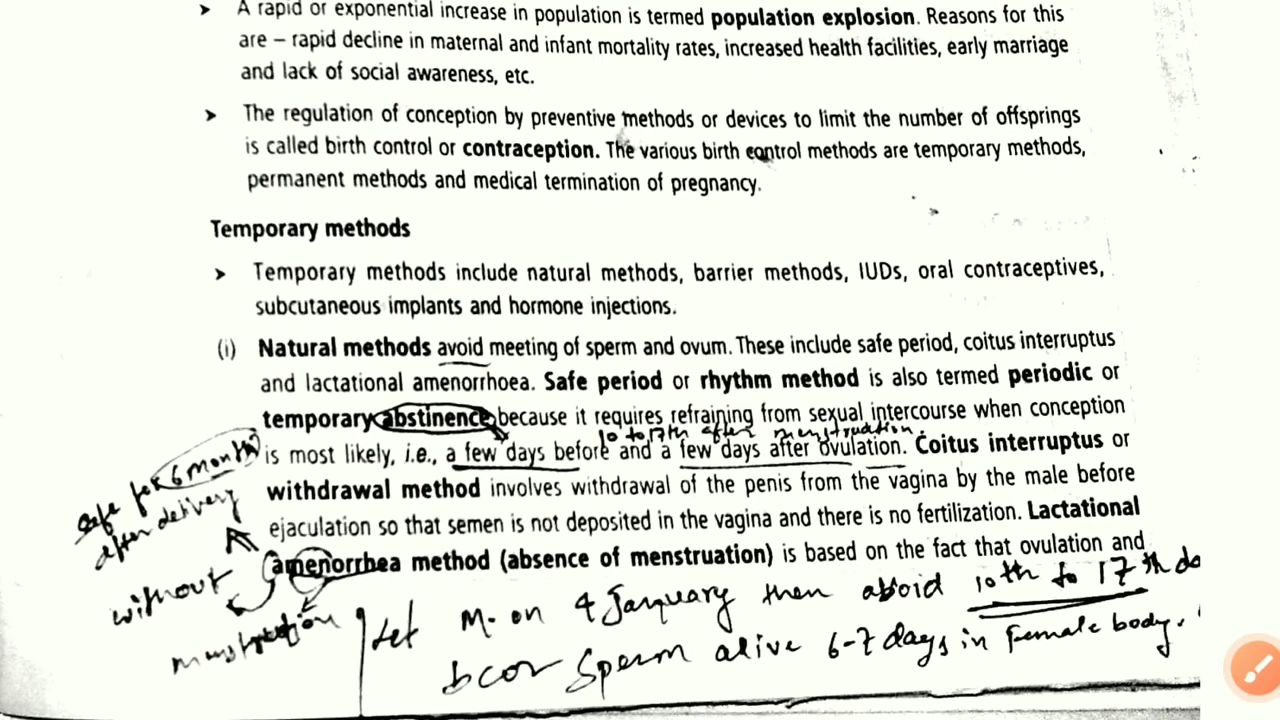 ➤ A rapid or exponential increase in population is termed population explosion. Reasons for this
are – rapid decline in maternal and infant mortality rates, increased health facilities, early marriage
and lack of social awareness, etc.
➤ The regulation of conception by preventive methods or devices to limit the number of offsprings
is called birth control or contraception. The various birth control methods are temporary methods,
permanent methods and medical termination of pregnancy.
Temporary methods
➤ Temporary methods include natural methods, barrier methods, IUDs, oral contraceptives,
subcutaneous implants and hormone injections.
(i) Natural methods avoid meeting of sperm and ovum. These include safe period, coitus interruptus
and lactational amenorrhoea. Safe period or rhythm method is also termed periodic or
temporary abstinence because it requires refraining from sexual intercourse when conception
10 to 17th after menstruation.
is most likely, i.e., a few days before and a few days after ovulation. Coitus interruptus or
withdrawal method involves withdrawal of the penis from the vagina by the male before
ejaculation so that semen is not deposited in the vagina and there is no fertilization. Lactational
amenorrhea method (absence of menstruation) is based on the fact that ovulation and
safe for 6 month
after delivery
without
menstruation
Let M. on 4 January then aboid 10th to 17th
bcoz sperm alive 6-7 days in female body.